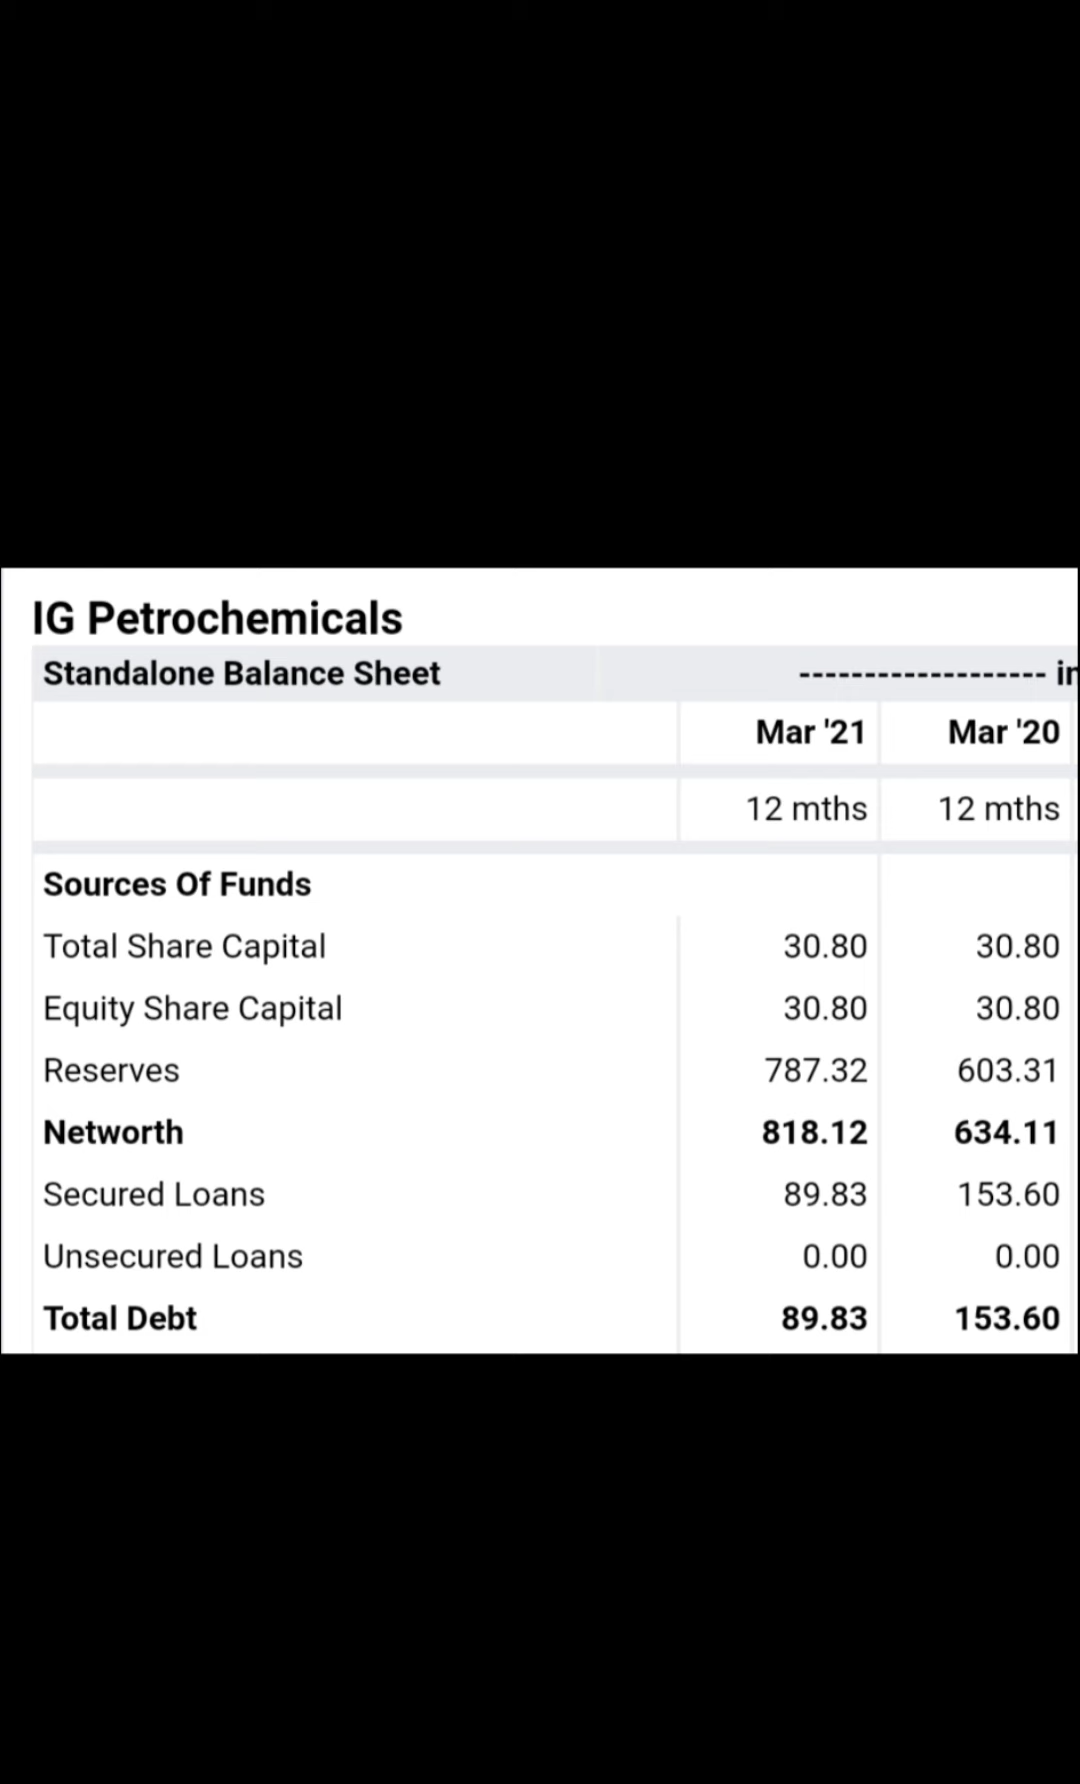 IG Petrochemicals
Standalone Balance Sheet ------------------- in
Mar '21 Mar '20
12 mths 12 mths
Sources Of Funds
Total Share Capital 30.80 30.80
Equity Share Capital 30.80 30.80
Reserves 787.32 603.31
Networth 818.12 634.11
Secured Loans 89.83 153.60
Unsecured Loans 0.00 0.00
Total Debt 89.83 153.60